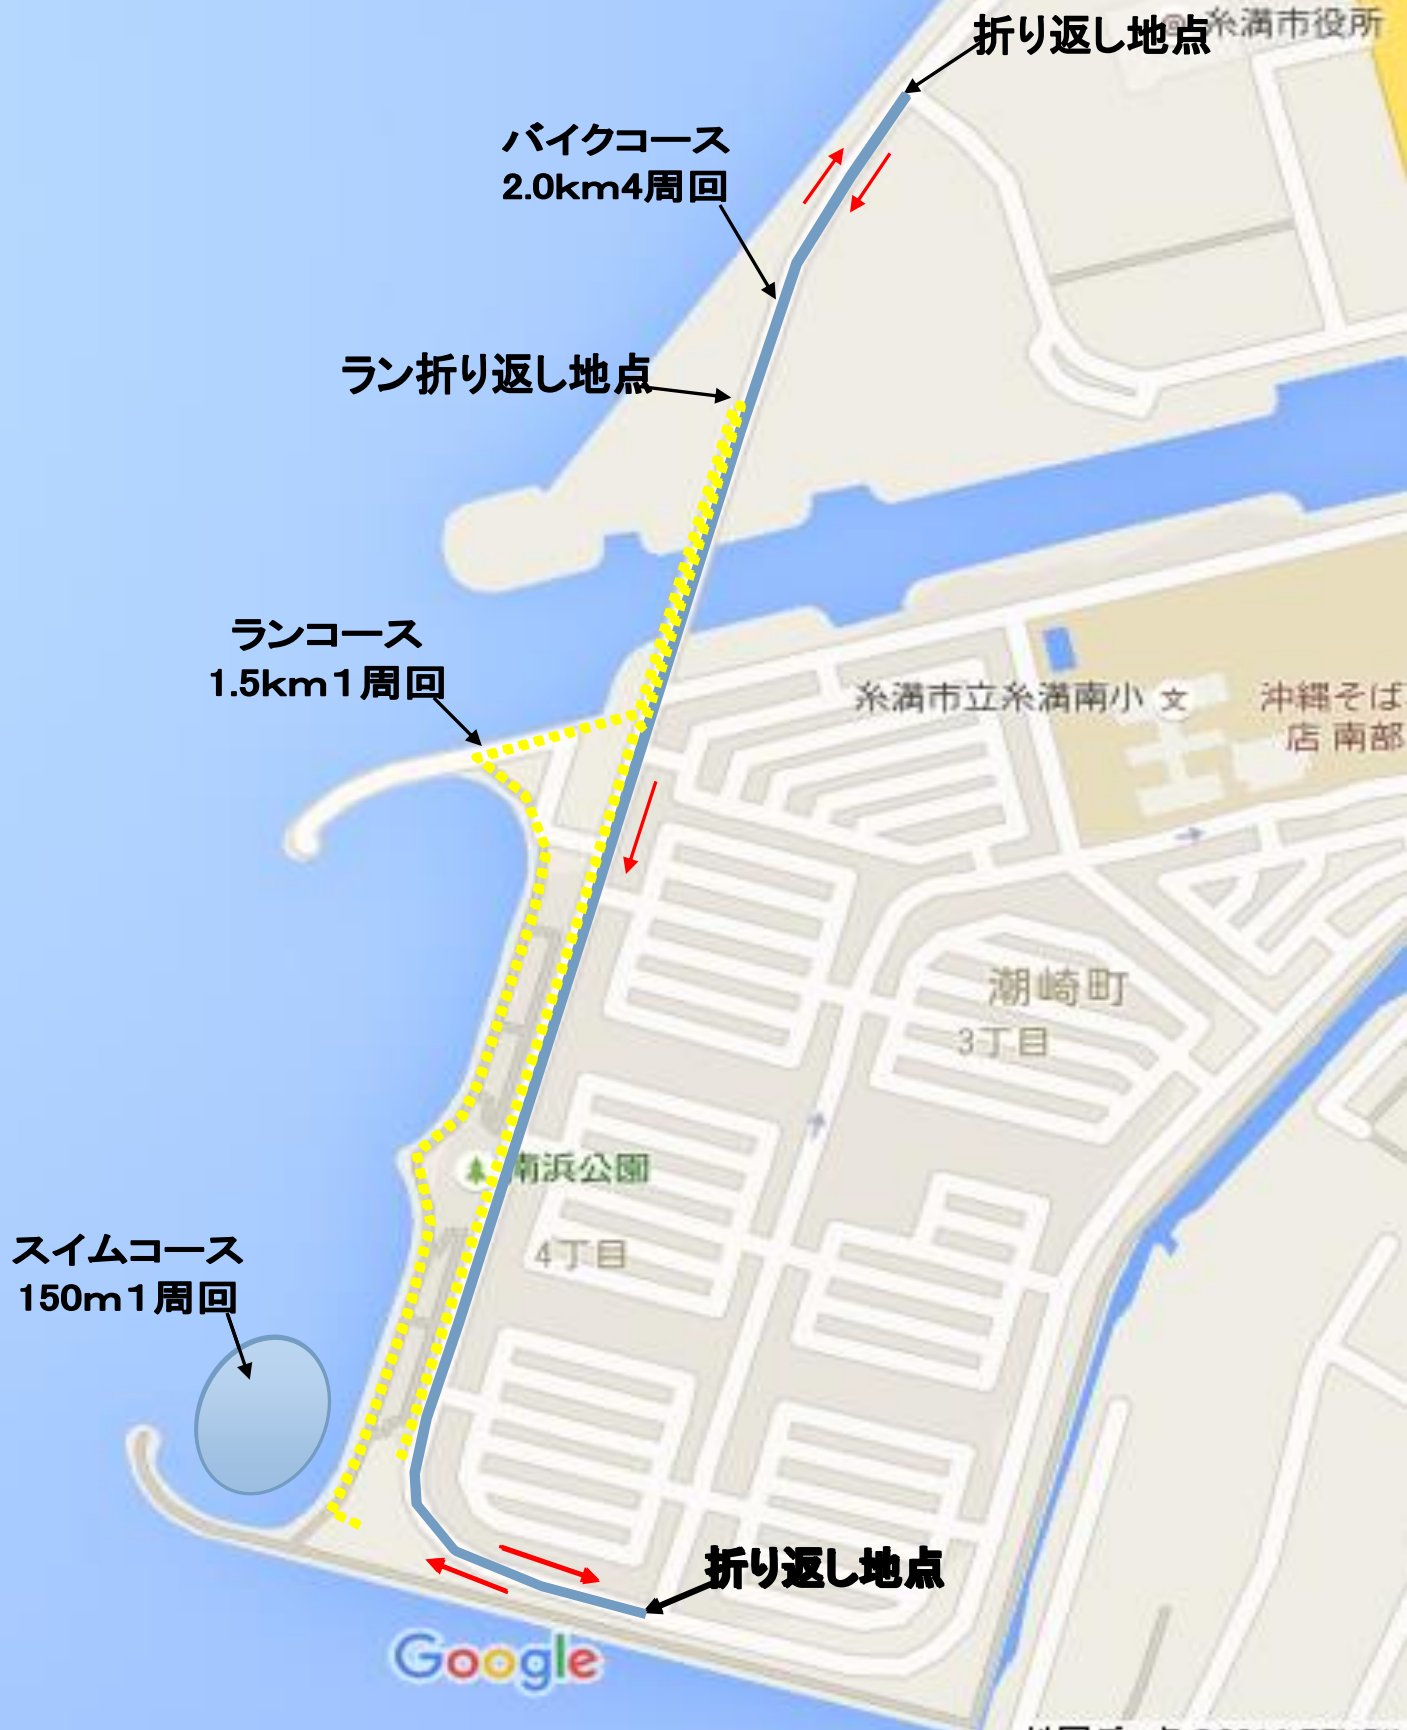 折り返し地点
糸満市役所
バイクコース
2.0km4周回
ラン折り返し地点
ランコース
1.5km1周回
糸満市立糸満南小
文
沖縄そば
店 南部
潮崎町
3丁目
南浜公園
4丁目
スイムコース
150m1周回
折り返し地点
Google